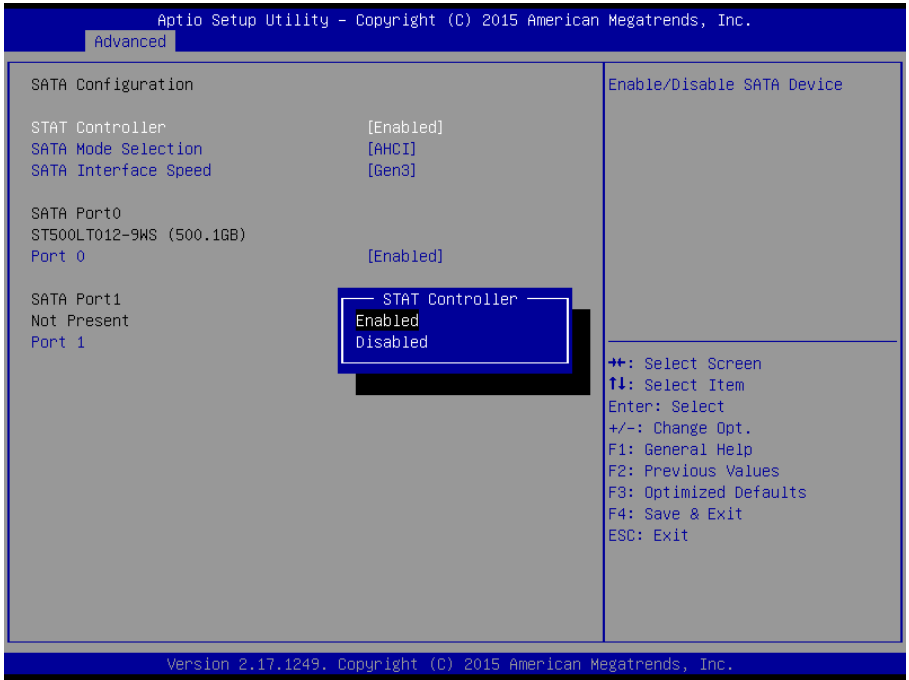 Aptio Setup Utility – Copyright (C) 2015 American Megatrends, Inc.
Advanced
SATA Configuration
STAT Controller [Enabled]
SATA Mode Selection [AHCI]
SATA Interface Speed [Gen3]
SATA Port0
ST500LT012-9WS (500.1GB)
Port 0 [Enabled]
SATA Port1
Not Present
Port 1
STAT Controller
Enabled
Disabled
Enable/Disable SATA Device
→←: Select Screen
↑↓: Select Item
Enter: Select
+/-: Change Opt.
F1: General Help
F2: Previous Values
F3: Optimized Defaults
F4: Save & Exit
ESC: Exit
Version 2.17.1249. Copyright (C) 2015 American Megatrends, Inc.